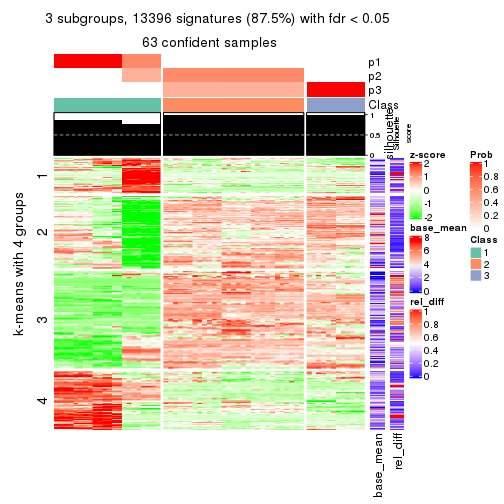 3 subgroups, 13396 signatures (87.5%) with fdr < 0.05
63 confident samples
p1
p2
p3
Class
1
0.5
0
silhouette
Silhouette
score
k-means with 4 groups
1
2
3
4
base_mean
rel_diff
z-score
2
1
0
-1
-2
base_mean
8
6
4
2
0
rel_diff
1
0.8
0.6
0.4
0.2
0
Prob
1
0.8
0.6
0.4
0.2
0
Class
1
2
3